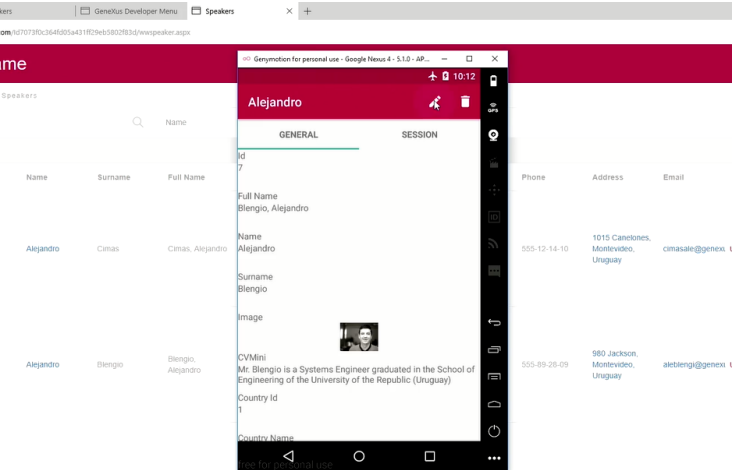 kers
GeneXus Developer Menu
Speakers
com/Id7073f0c364fd05a431ff29eb5802f83d/wwspeaker.aspx
me
Speakers
Name
Name Surname Full Name
Phone Address Email
Alejandro Cimas Cimas, Alejandro
555-12-14-10
1015 Canelones,
Montevideo,
Uruguay
cimasale@genexu
Alejandro Blengio
Blengio,
Alejandro
555-89-28-09
980 Jackson,
Montevideo,
Uruguay
aleblengi@genexu
Genymotion for personal use - Google Nexus 4 - 5.1.0 - AP...
10:12
Alejandro
GENERAL SESSION
Id
7
Full Name
Blengio, Alejandro
Name
Alejandro
Surname
Blengio
Image
CVMini
Mr. Blengio is a Systems Engineer graduated in the School of
Engineering of the University of the Republic (Uruguay)
Country Id
1
Country Name
free for personal use
GPS
ID